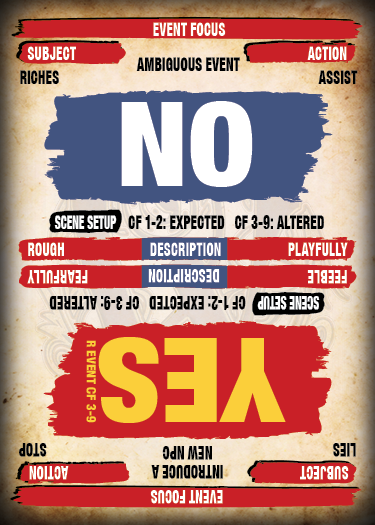 EVENT FOCUS
SUBJECT AMBIGUOUS EVENT ACTION
RICHES ASSIST
NO
SCENE SETUP CF 1-2: EXPECTED CF 3-9: ALTERED
ROUGH DESCRIPTION PLAYFULLY
FEARFULLY DESCRIPTION FEEBLE
SCENE SETUP CF 1-2: EXPECTED CF 3-9: ALTERED
YES
R EVENT CF 3-9
LIES INTRODUCE A STOP
NEW NPC
SUBJECT ACTION
EVENT FOCUS